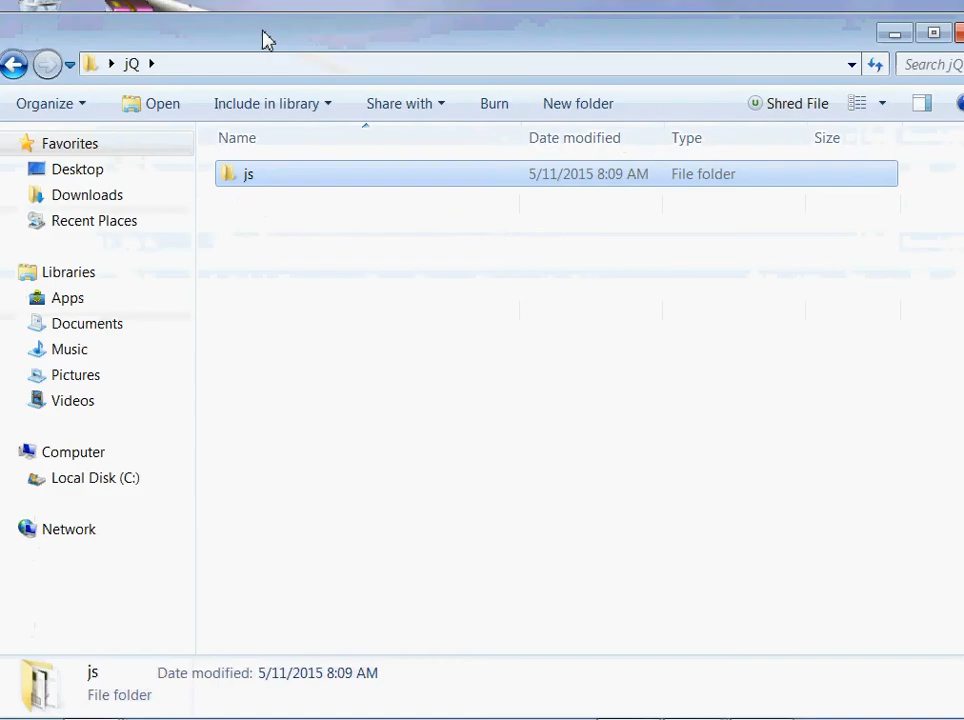 jQ
Search jQ
Organize Open Include in library Share with Burn New folder Shred File
Name Date modified Type Size
js 5/11/2015 8:09 AM File folder
Favorites
Desktop
Downloads
Recent Places
Libraries
Apps
Documents
Music
Pictures
Videos
Computer
Local Disk (C:)
Network
js Date modified: 5/11/2015 8:09 AM
File folder